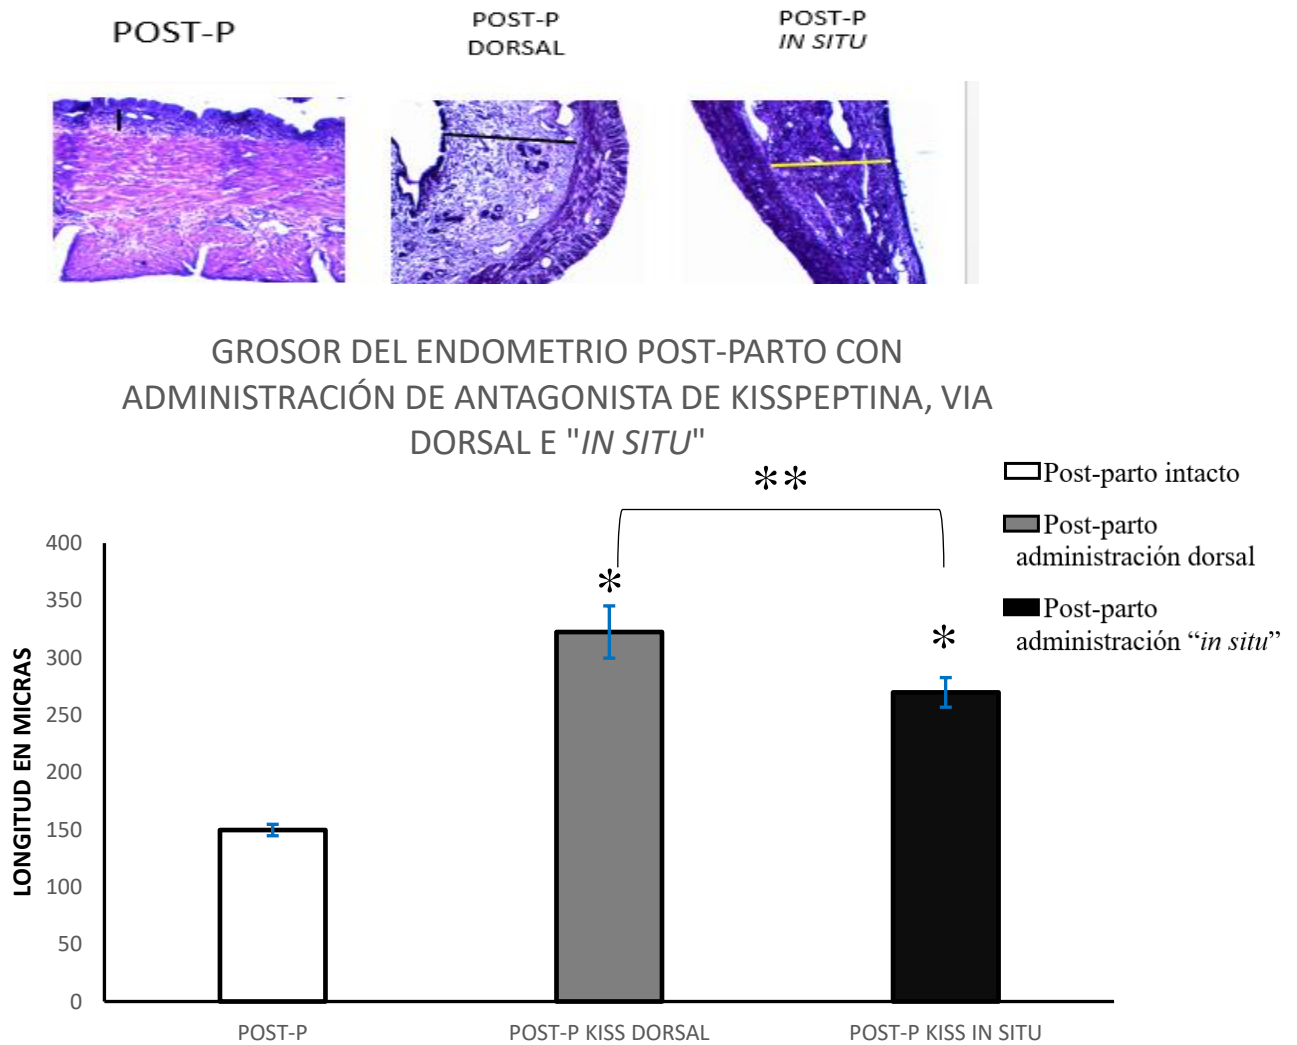 POST-P
POST-P
DORSAL
POST-P
IN SITU
GROSOR DEL ENDOMETRIO POST-PARTO CON
ADMINISTRACIÓN DE ANTAGONISTA DE KISSPEPTINA, VIA
DORSAL E "IN SITU"
**
*
*
Post-parto intacto
Post-parto
administración dorsal
Post-parto
administración “in situ”
LONGITUD EN MICRAS
400
350
300
250
200
150
100
50
0
POST-P
POST-P KISS DORSAL
POST-P KISS IN SITU